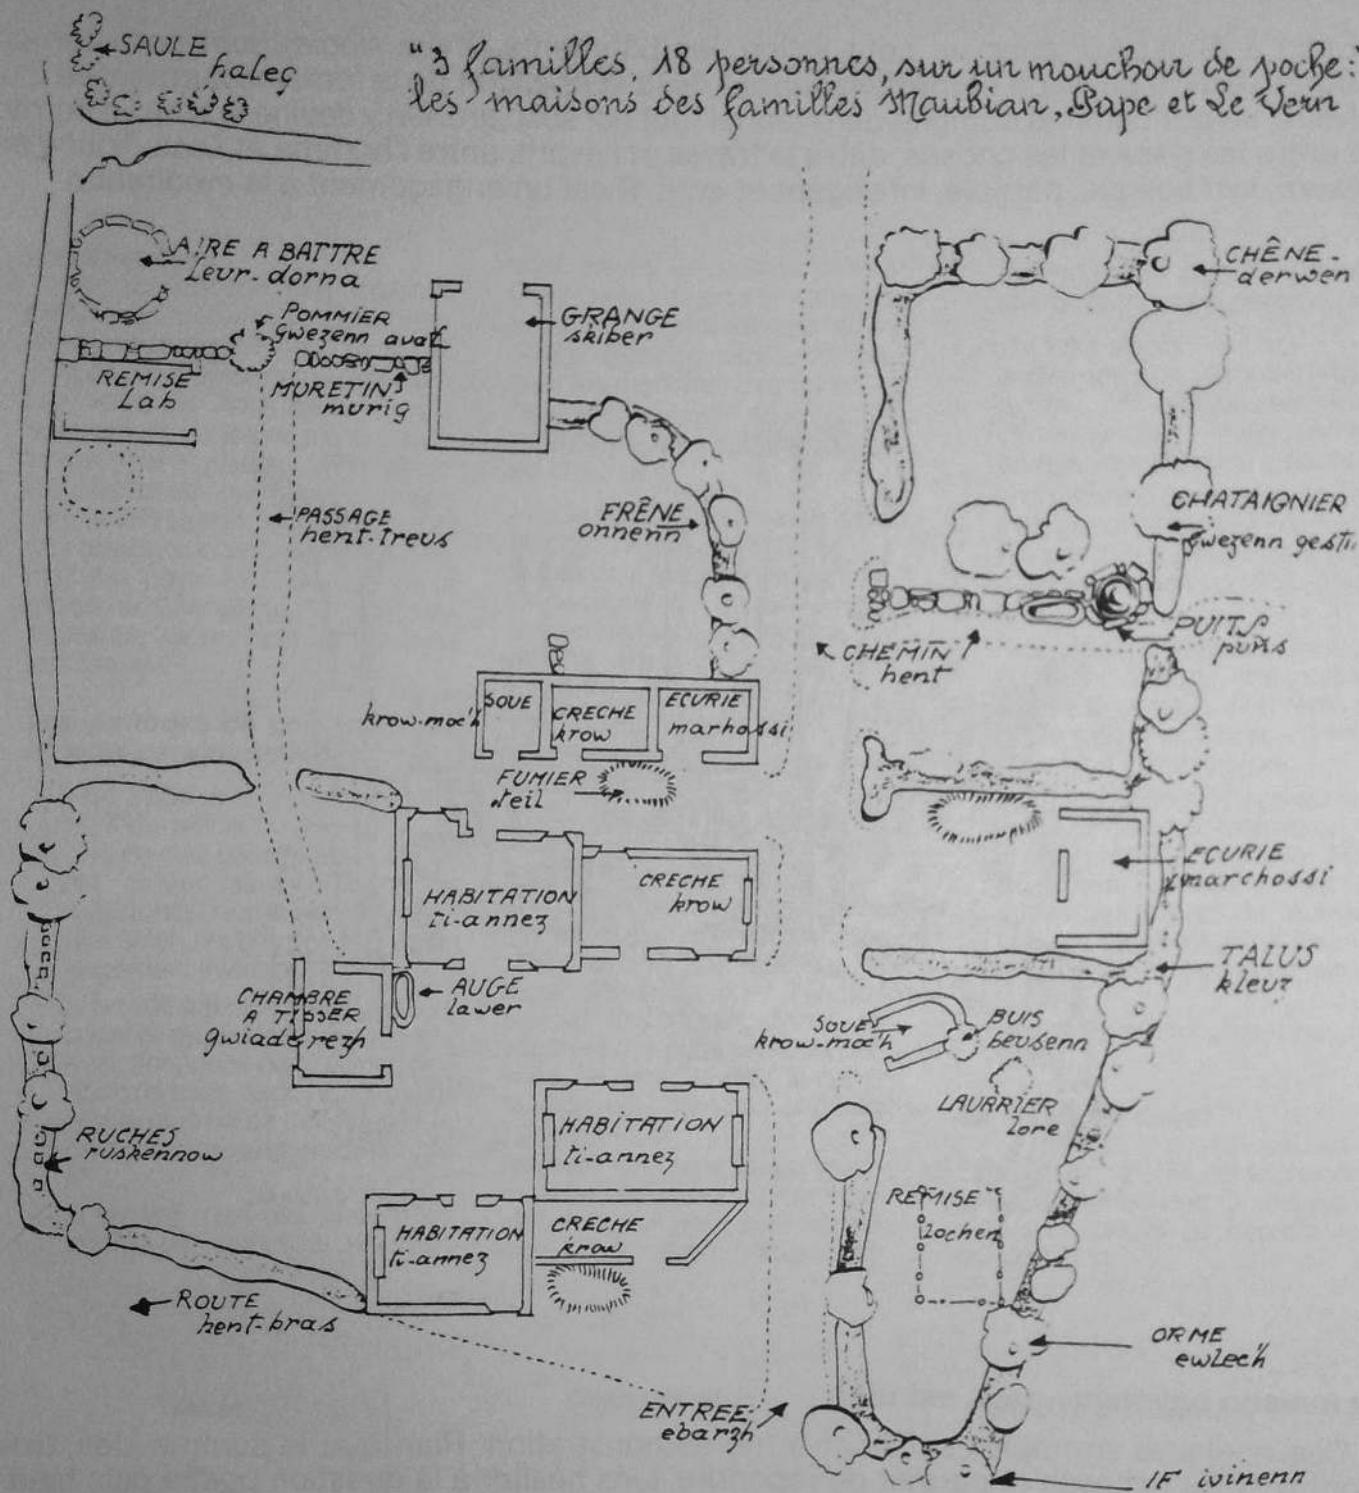 "3 familles, 18 personnes, sur un mouchoir de poche:
les maisons des familles Maubian, Pape et Le Vern
SAULE
haleg
AIRE A BATTRE
Leur-dorna
POMMIER
gwezenn aval
GRANGE
skiber
CHÊNE-
derwen
REMISE
Lab
MURETIN
murig
PASSAGE
hent-treus
FRÊNE
onnenn
CHATAIGNIER
gwezenn gestin
PUITS
puñs
CHEMIN
hent
SOUE
krow-moc'h
CRECHE
krow
ECURIE
marhossi
FUMIER
teil
HABITATION
ti-annez
CRECHE
krow
ECURIE
marchossi
TALUS
kleuz
CHAMBRE
A TISSER
gwiaderezh
AUGE
lawer
SOUE
krow-moc'h
BUIS
beusenn
LAURRIER
lore
RUCHES
ruskennow
HABITATION
ti-annez
REMISE
lochen
HABITATION
ti-annez
CRECHE
krow
ROUTE
hent-bras
ORME
ewlec'h
ENTREE
ebarzh
IF ivinenn